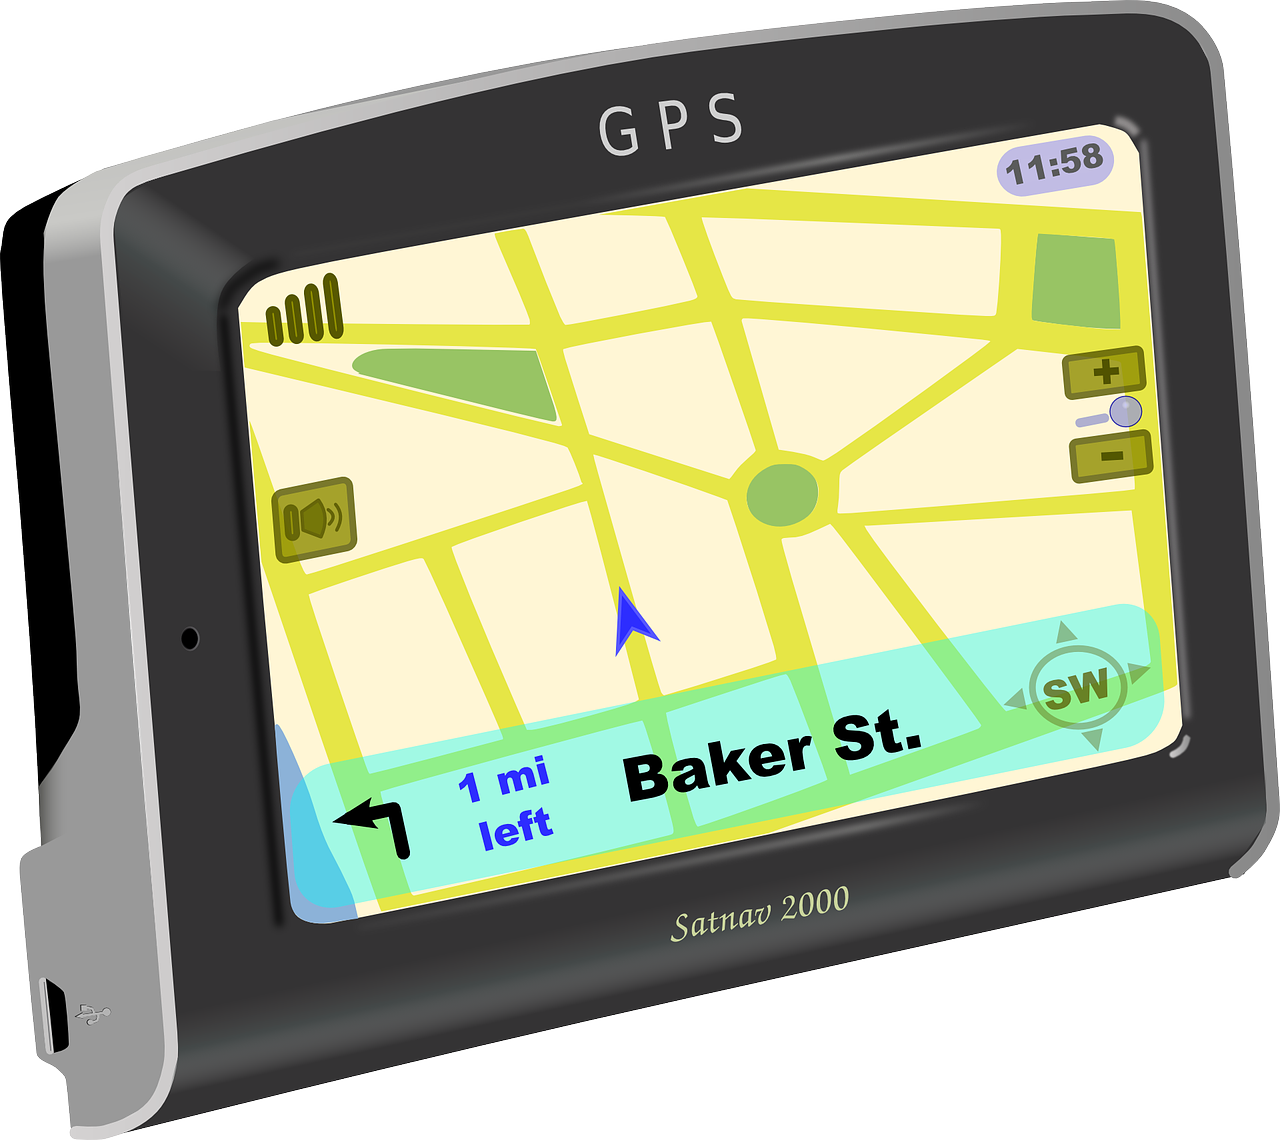 GPS
11:58
+
-
SW
1 mi
left
Baker St.
Satnav 2000